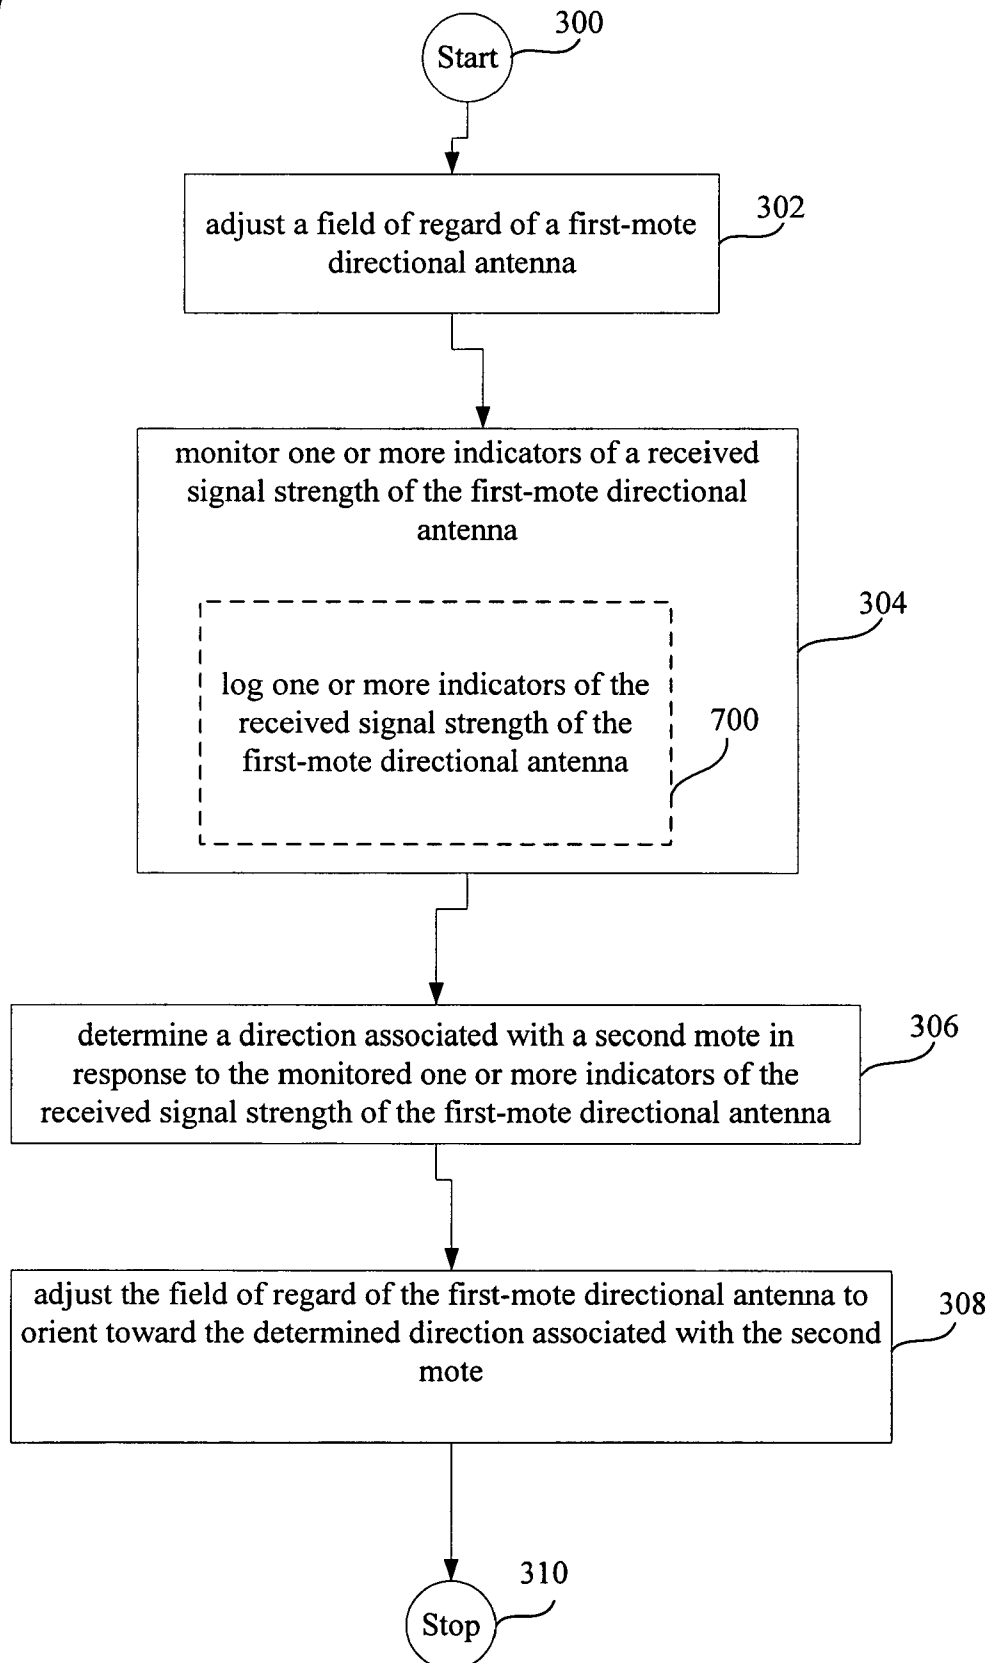 300
Start
302
adjust a field of regard of a first-mote
directional antenna
monitor one or more indicators of a received
signal strength of the first-mote directional
antenna
304
log one or more indicators of the
received signal strength of the
first-mote directional antenna
700
306
determine a direction associated with a second mote in
response to the monitored one or more indicators of the
received signal strength of the first-mote directional antenna
308
adjust the field of regard of the first-mote directional antenna to
orient toward the determined direction associated with the second
mote
310
Stop